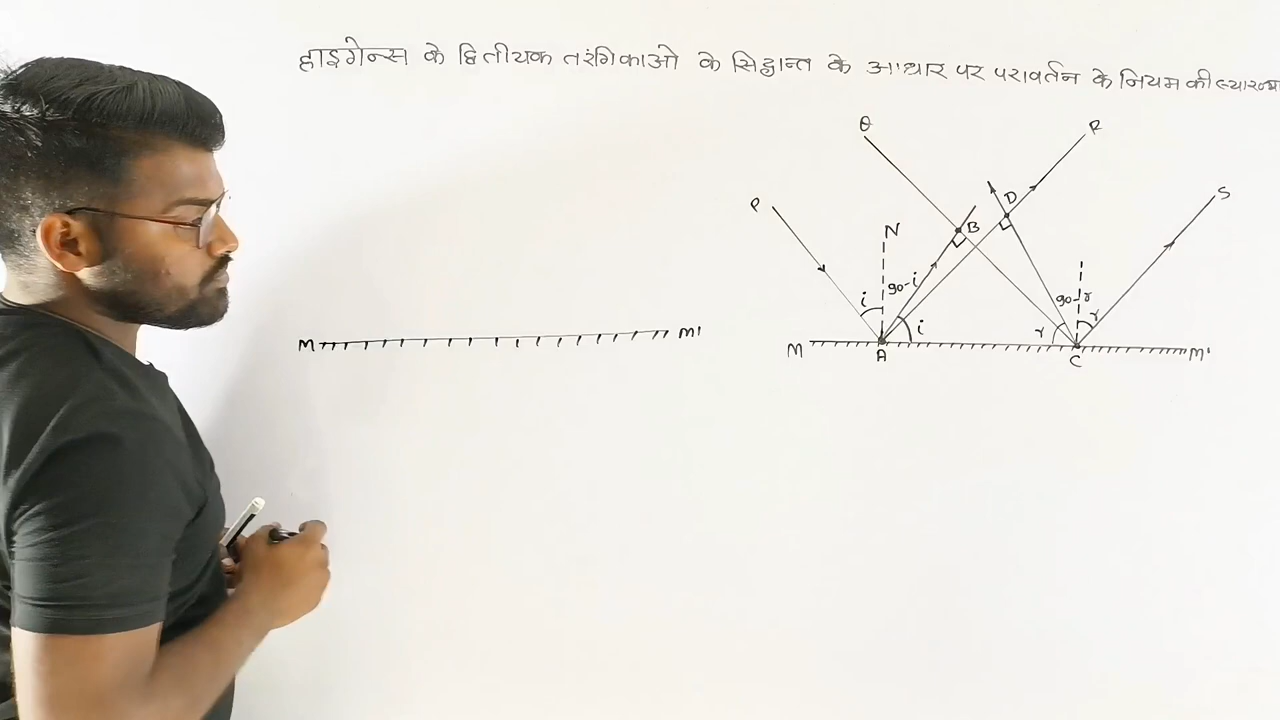 हाइगेन्स के द्वितीयक तरंगिकाओ के सिद्धान्त के आधार पर परावर्तन के नियम की व्याख्या
Q
R
P
D
S
N
B
90-i
i
90-r
r
i
r
M
M'
M
A
C
M'